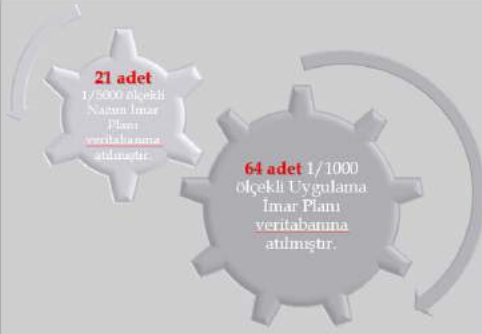 21 adet
1/5000 ölçekli
Nazım İmar
Planı
veritabanına
atılmıştır.
64 adet 1/1000
ölçekli Uygulama
İmar Planı
veritabanına
atılmıştır.